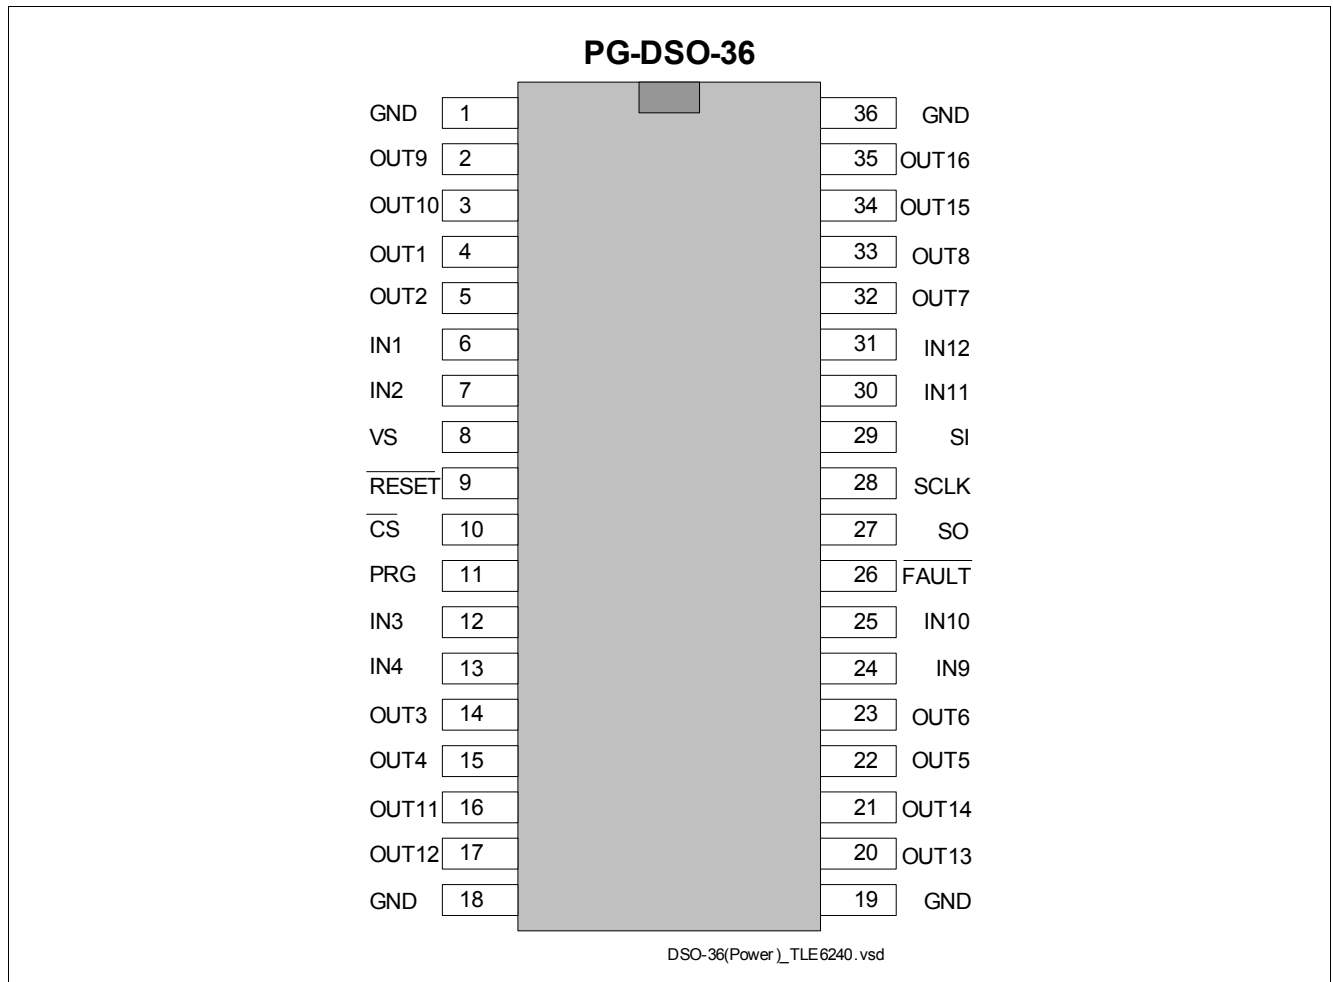 PG-DSO-36
GND 1 36 GND
OUT9 2 35 OUT16
OUT10 3 34 OUT15
OUT1 4 33 OUT8
OUT2 5 32 OUT7
IN1 6 31 IN12
IN2 7 30 IN11
VS 8 29 SI
RESET 9 28 SCLK
CS 10 27 SO
PRG 11 26 FAULT
IN3 12 25 IN10
IN4 13 24 IN9
OUT3 14 23 OUT6
OUT4 15 22 OUT5
OUT11 16 21 OUT14
OUT12 17 20 OUT13
GND 18 19 GND
DSO-36(Power)_TLE6240.vsd